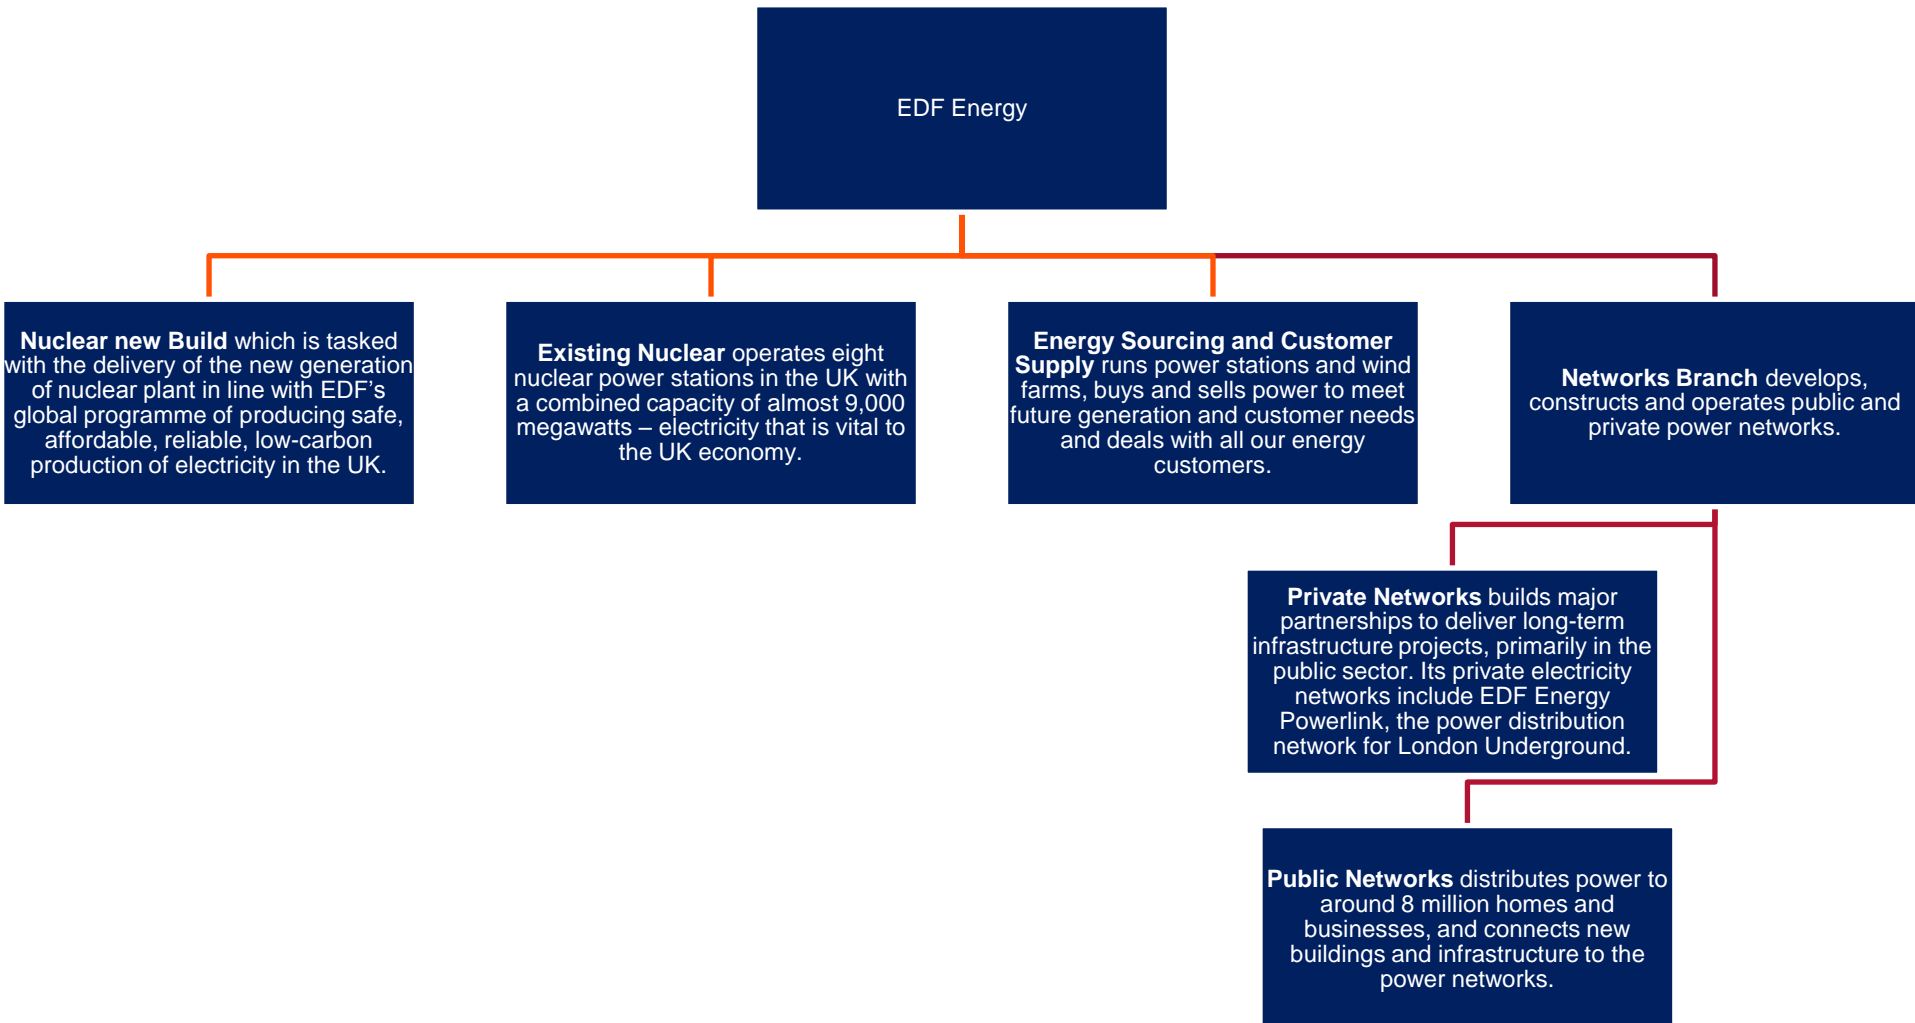 EDF Energy
Nuclear new Build which is tasked
with the delivery of the new generation
of nuclear plant in line with EDF’s
global programme of producing safe,
affordable, reliable, low-carbon
production of electricity in the UK.
Existing Nuclear operates eight
nuclear power stations in the UK with
a combined capacity of almost 9,000
megawatts – electricity that is vital to
the UK economy.
Energy Sourcing and Customer
Supply runs power stations and wind
farms, buys and sells power to meet
future generation and customer needs
and deals with all our energy
customers.
Networks Branch develops,
constructs and operates public and
private power networks.
Private Networks builds major
partnerships to deliver long-term
infrastructure projects, primarily in the
public sector. Its private electricity
networks include EDF Energy
Powerlink, the power distribution
network for London Underground.
Public Networks distributes power to
around 8 million homes and
businesses, and connects new
buildings and infrastructure to the
power networks.